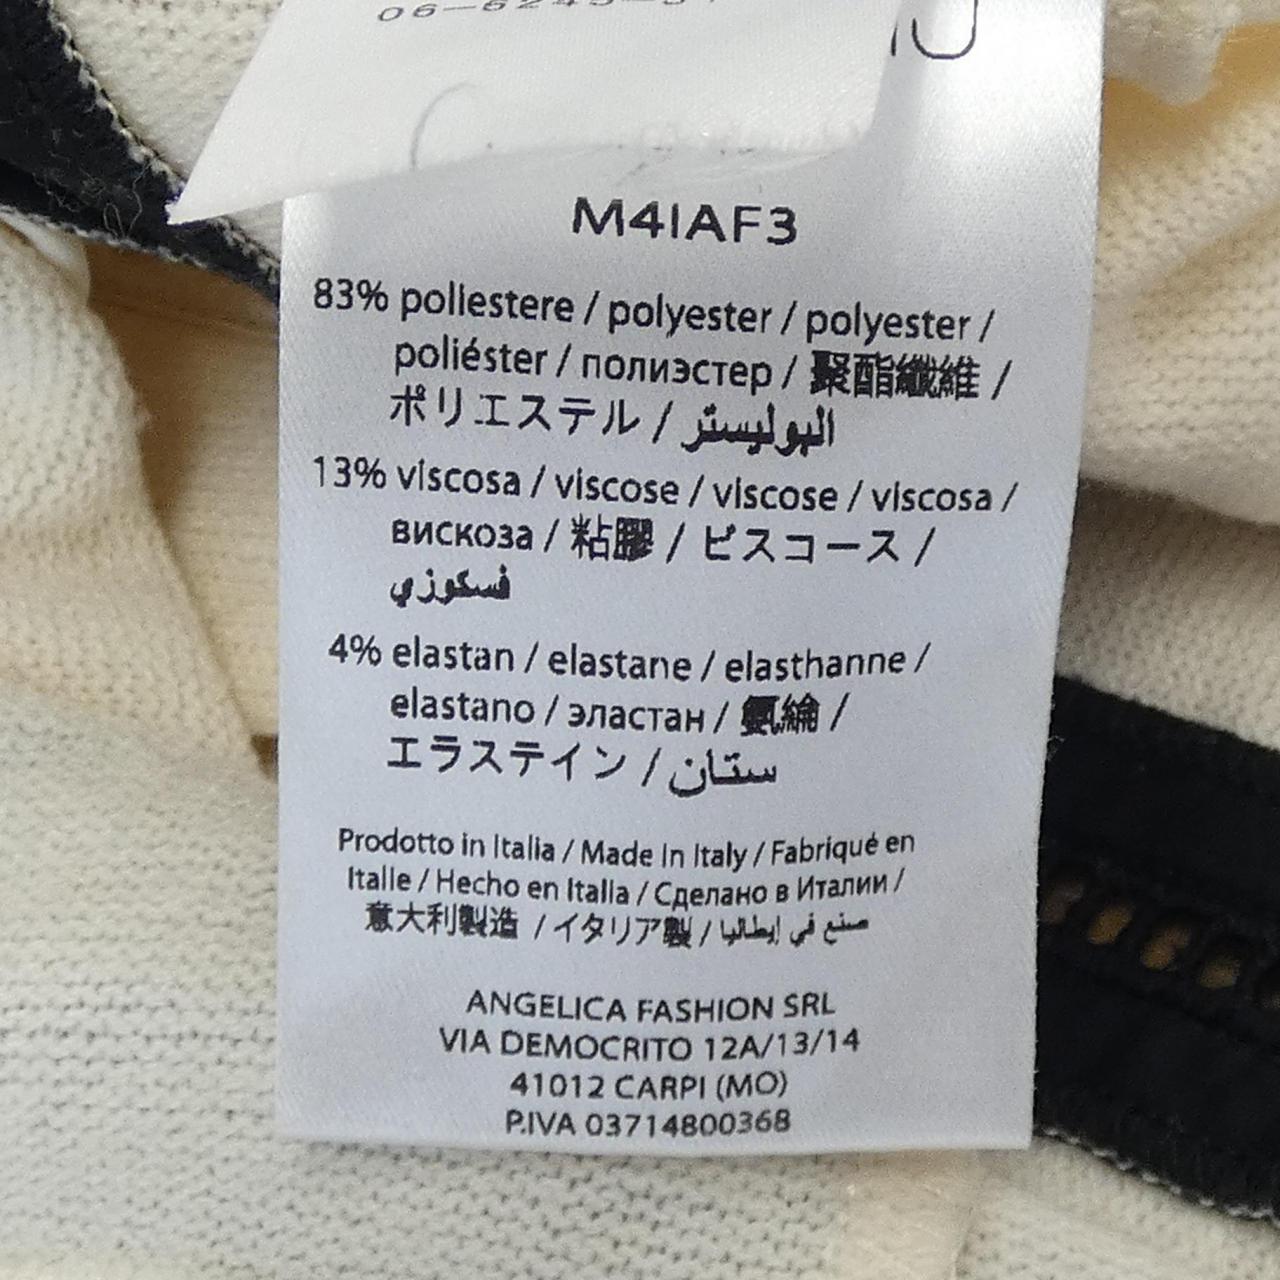 M4IAF3
83% poliestere / polyester / polyester /
poliéster / полиэстер / 聚酯纖維 /
ポリエステル / البوليستر
13% viscosa / viscose / viscose / viscosa /
вискоза / 粘膠 / ビスコース /
فسكوزي
4% elastan / elastane / elasthanne /
elastano / эластан / 氨綸 /
エラステイン / ستان
Prodotto in Italia / Made in Italy / Fabriqué en
Italie / Hecho en Italia / Сделано в Италии /
意大利製造 / イタリア製 / صنع في إيطاليا
ANGELICA FASHION SRL
VIA DEMOCRITO 12A/13/14
41012 CARPI (MO)
P.IVA 03714800368